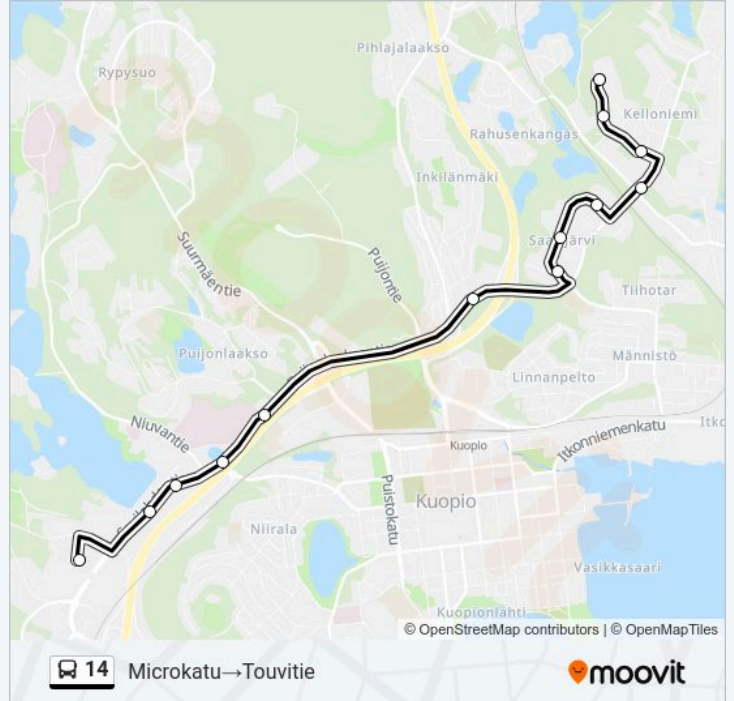 Pihlajalaakso
Rypysuo
Kelloniemi
Rahusenkangas
Inkilänmäki
Suurmäentie
Puijontie
Tiihotar
Puijonlaakso
Männistö
Linnanpelto
Niuvantie
Itkonniemenkatu
Kuopio
Puistokatu
Kuopio
Niirala
Vasikkasaari
Kuopionlahti
© OpenStreetMap contributors | © OpenMapTiles
14 Microkatu→Touvitie
moovit